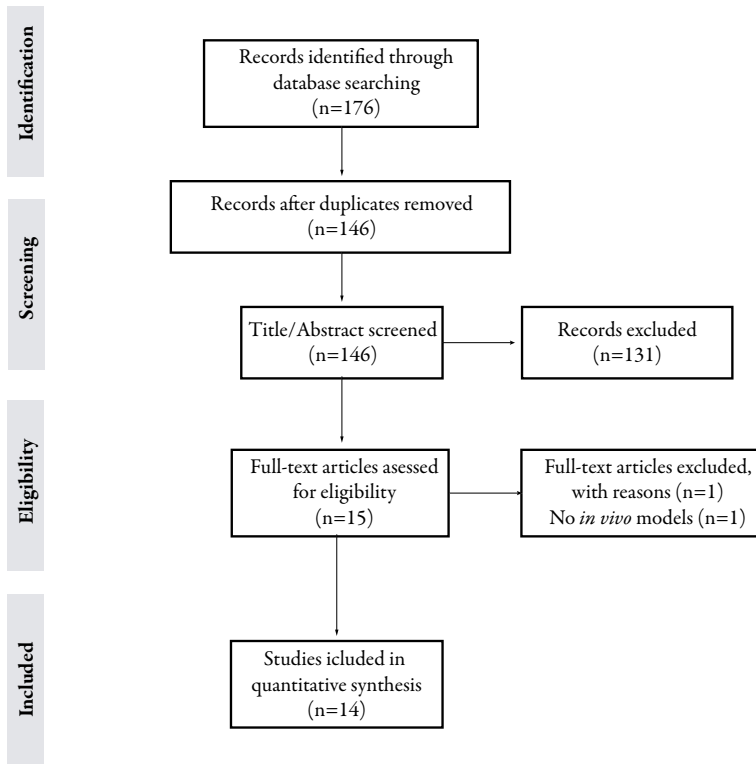 Identification
Records identified through
database searching
(n=176)
Records after duplicates removed
(n=146)
Screening
Title/Abstract screened
(n=146)
Records excluded
(n=131)
Eligibility
Full-text articles asessed
for eligibility
(n=15)
Full-text articles excluded,
with reasons (n=1)
No in vivo models (n=1)
Included
Studies icluded in
quantitative synthesis
(n=14)